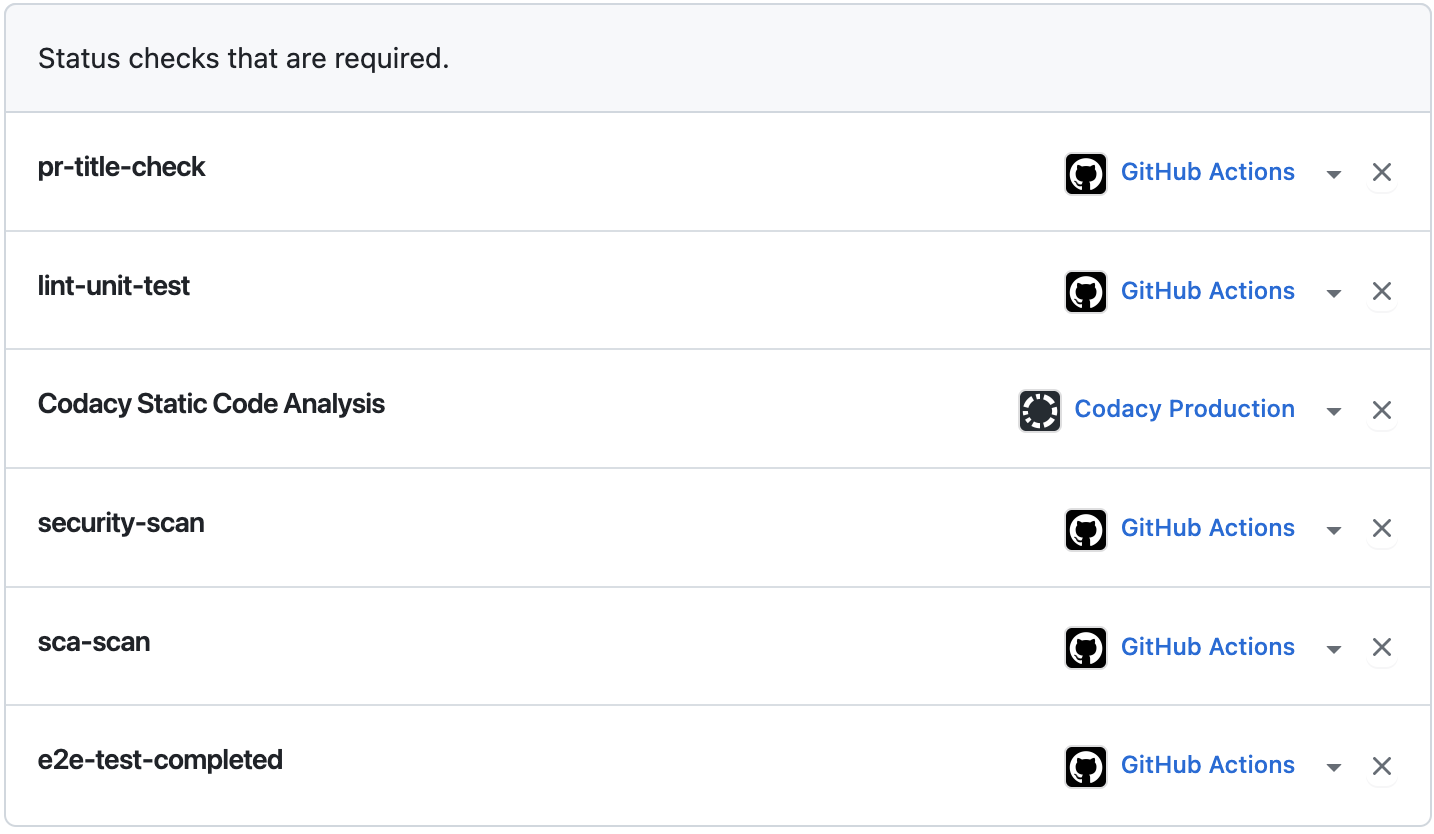 Status checks that are required.
pr-title-check GitHub Actions
lint-unit-test GitHub Actions
Codacy Static Code Analysis Codacy Production
security-scan GitHub Actions
sca-scan GitHub Actions
e2e-test-completed GitHub Actions